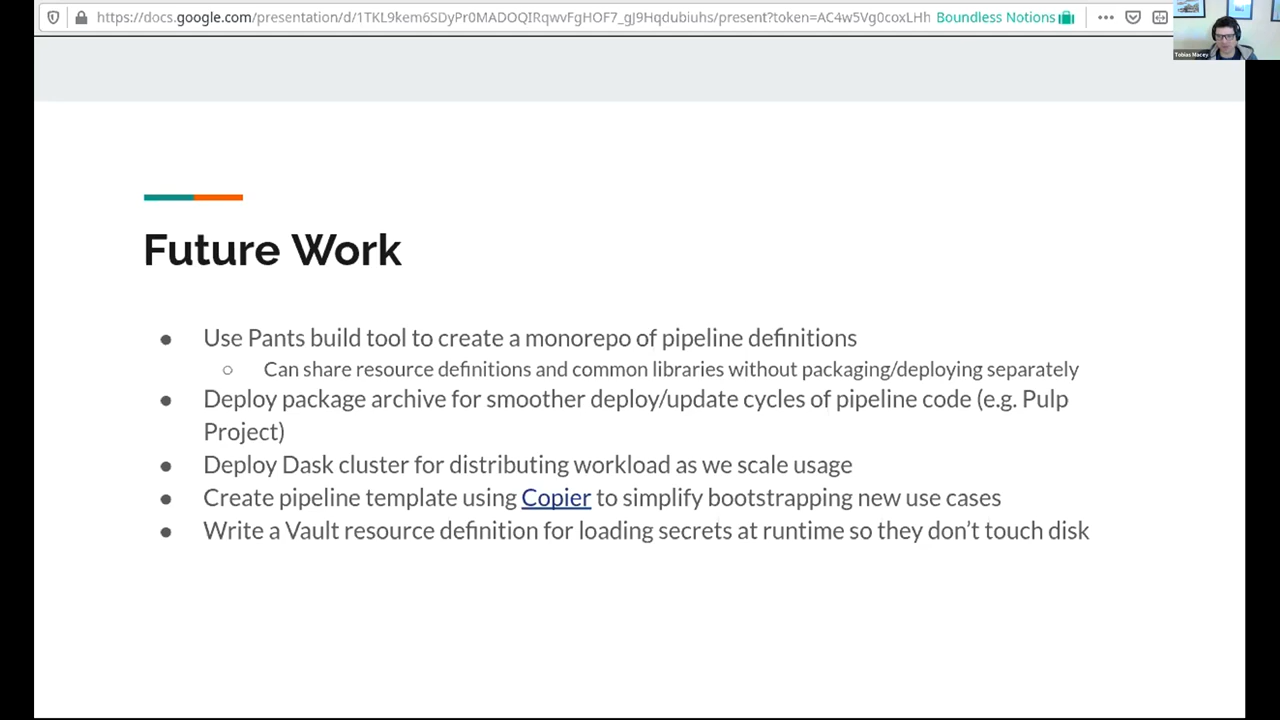 https://docs.google.com/presentation/d/1TKL9kem6SDyPr0MADOQIRqwvFgHOF7_gJ9Hqdubiuhs/present?token=AC4w5Vg0coxLHh
Boundless Notions
Tobias Macey
Future Work
● Use Pants build tool to create a monorepo of pipeline definitions
○ Can share resource definitions and common libraries without packaging/deploying separately
● Deploy package archive for smoother deploy/update cycles of pipeline code (e.g. Pulp
Project)
● Deploy Dask cluster for distributing workload as we scale usage
● Create pipeline template using Copier to simplify bootstrapping new use cases
● Write a Vault resource definition for loading secrets at runtime so they don’t touch disk